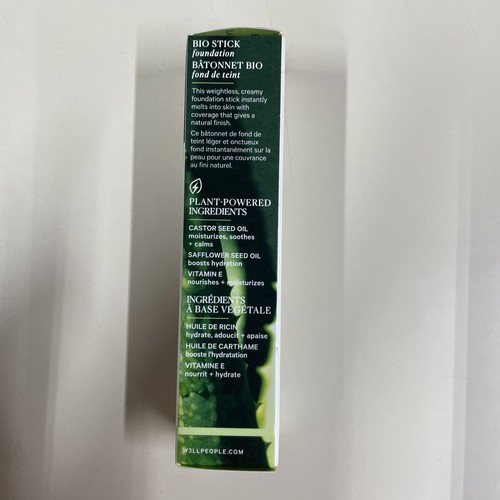 BIO STICK
foundation
BÂTONNET BIO
fond de teint
This weightless, creamy
foundation stick instantly
melts into skin with
coverage that gives a
natural finish.
Ce bâtonnet de fond de
teint léger et onctueux
fond instantanément sur la
peau pour une couvrance
au fini naturel.
PLANT-POWERED
INGREDIENTS
CASTOR SEED OIL
moisturizes, soothes
+ calms
SAFFLOWER SEED OIL
boosts hydration
VITAMIN E
nourishes + moisturizes
INGRÉDIENTS
À BASE VÉGÉTALE
HUILE DE RICIN
hydrate, adoucit + apaise
HUILE DE CARTHAME
booste l'hydratation
VITAMINE E
nourrit + hydrate
W3LLPEOPLE.COM